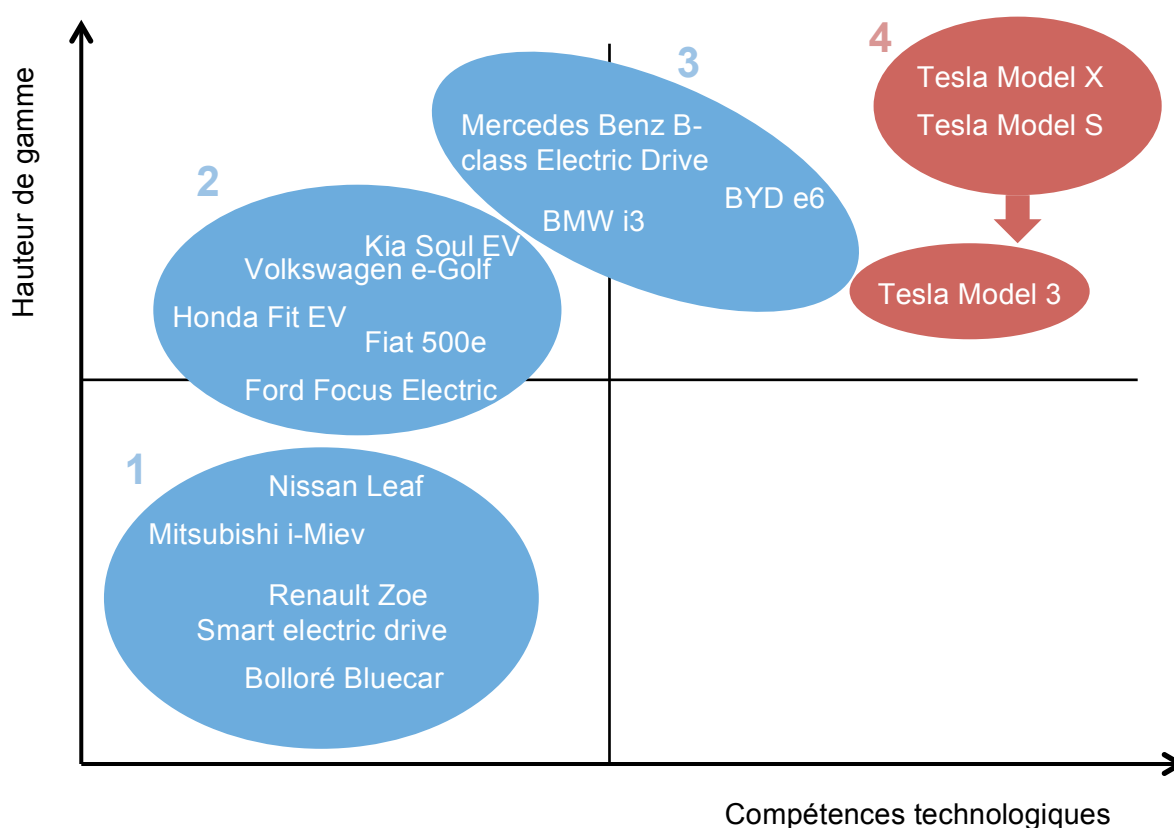 Hauteur de gamme
4
Tesla Model X
Tesla Model S
Tesla Model 3
3
Mercedes Benz B-
class Electric Drive
BYD e6
BMW i3
2
Kia Soul EV
Volkswagen e-Golf
Honda Fit EV
Fiat 500e
Ford Focus Electric
1
Nissan Leaf
Mitsubishi i-Miev
Renault Zoe
Smart electric drive
Bolloré Bluecar
Compétences technologiques